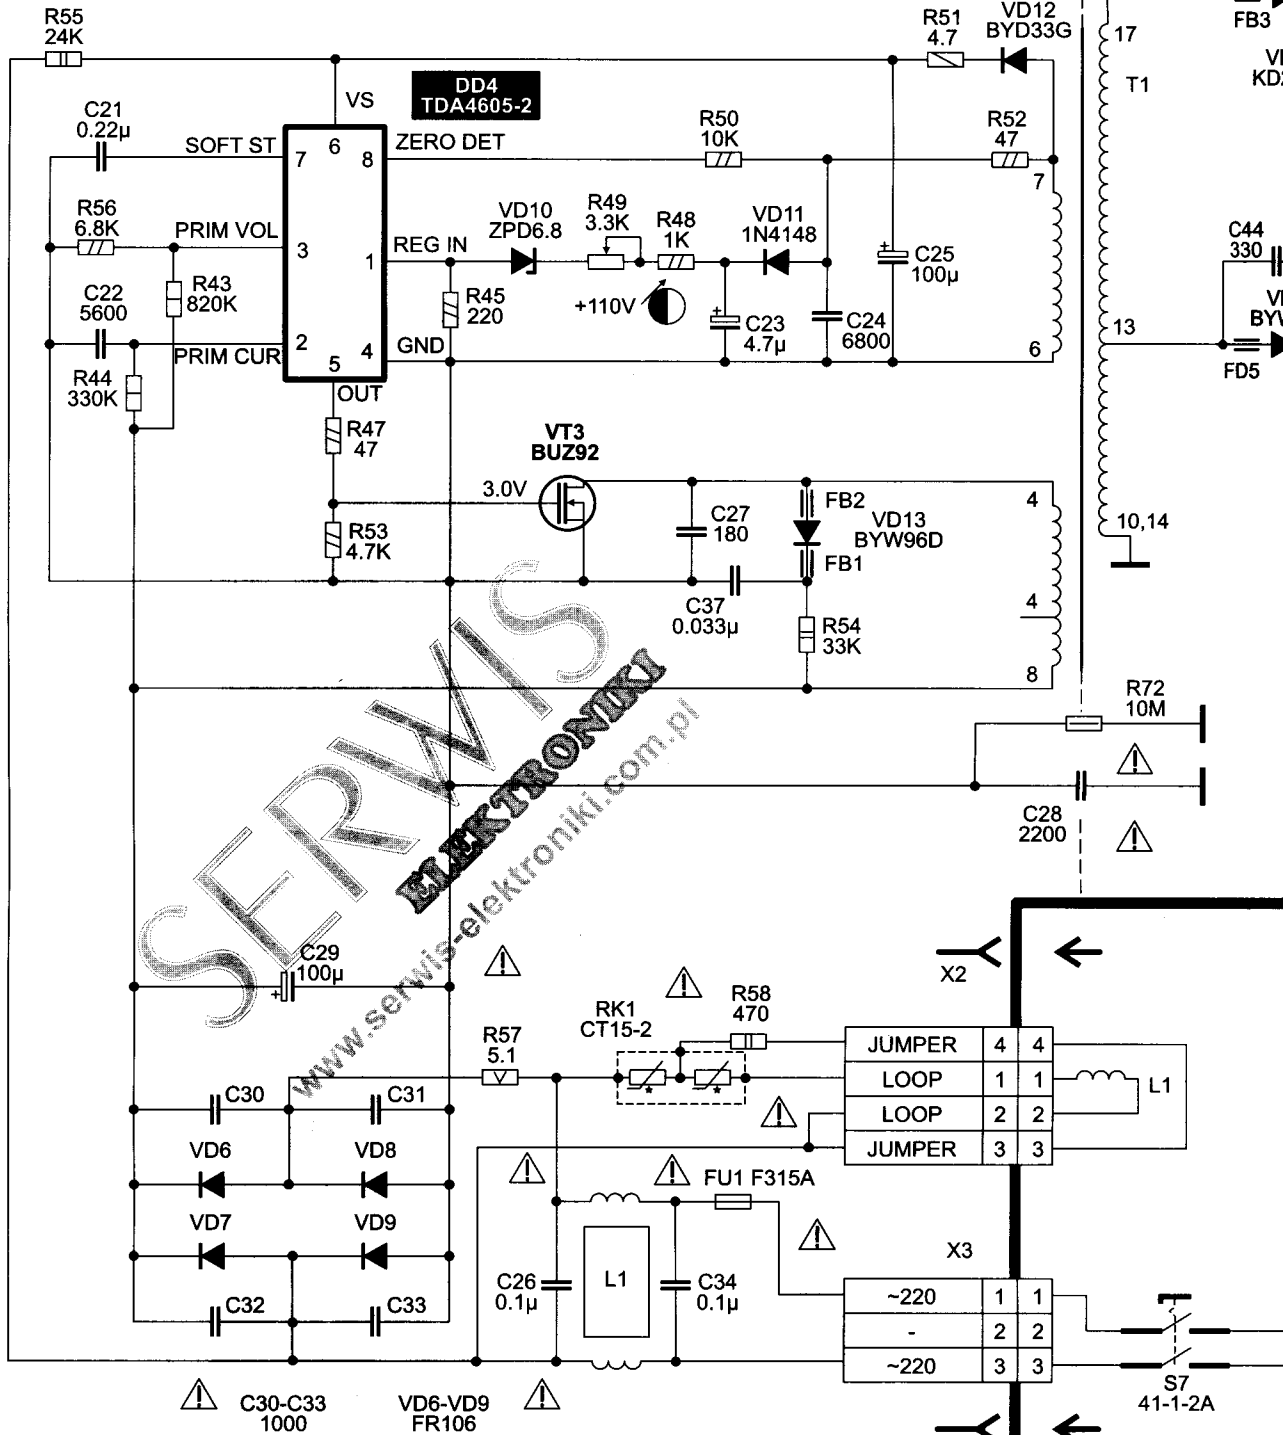 R55
24K
R51
4.7
VD12
BYD33G
17
FB3
T1
DD4
TDA4605-2
VS
C21
0.22µ
SOFT ST
7
6
8
ZERO DET
R50
10K
R52
47
7
R56
6.8K
PRIM VOL
3
1
REG IN
VD10
ZPD6.8
R49
3.3K
R48
1K
VD11
1N4148
C25
100µ
C44
330
R43
820K
C22
5600
R45
220
+110V
C23
4.7µ
C24
6800
13
2
PRIM CUR
5
4
GND
6
FD5
R44
330K
OUT
R47
47
VT3
BUZ92
3.0V
4
FB2
C27
180
VD13
BYW96D
10,14
R53
4.7K
FB1
C37
0.033µ
4
R54
33K
8
R72
10M
C28
2200
SERWIS
ELEKTRONIKI
www.serwis-elektroniki.com.pl
C29
100µ
+
X2
RK1
CT15-2
R58
470
R57
5.1
JUMPER 4 4
LOOP 1 1
L1
LOOP 2 2
JUMPER 3 3
C30
C31
VD6
VD8
FU1 F315A
VD7
VD9
X3
C26
0.1µ
L1
C34
0.1µ
C32
C33
~220 1 1
- 2 2
~220 3 3
S7
41-1-2A
C30-C33
1000
VD6-VD9
FR106